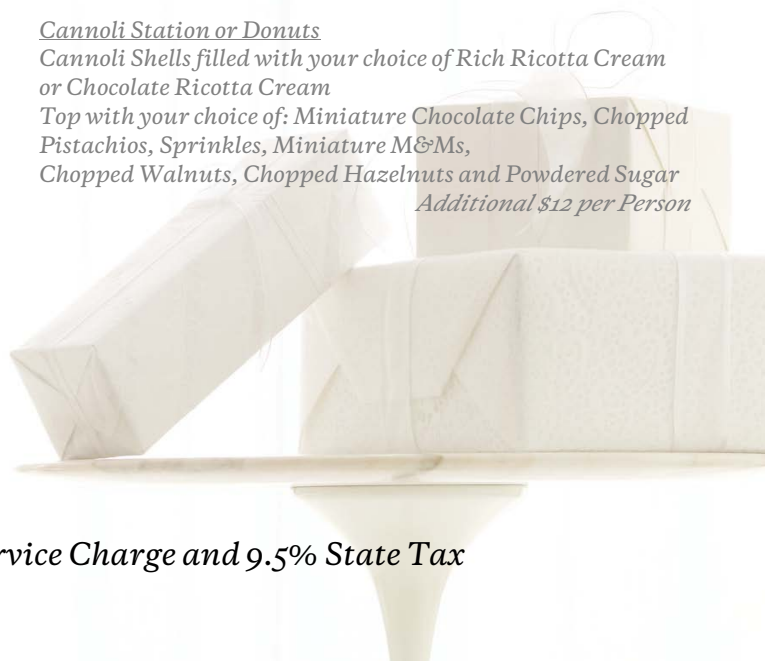 Cannoli Station or Donuts
Cannoli Shells filled with your choice of Rich Ricotta Cream
or Chocolate Ricotta Cream
Top with your choice of: Miniature Chocolate Chips, Chopped
Pistachios, Sprinkles, Miniature M&Ms,
Chopped Walnuts, Chopped Hazelnuts and Powdered Sugar
Additional $12 per Person
Charge and 9.5% State Tax